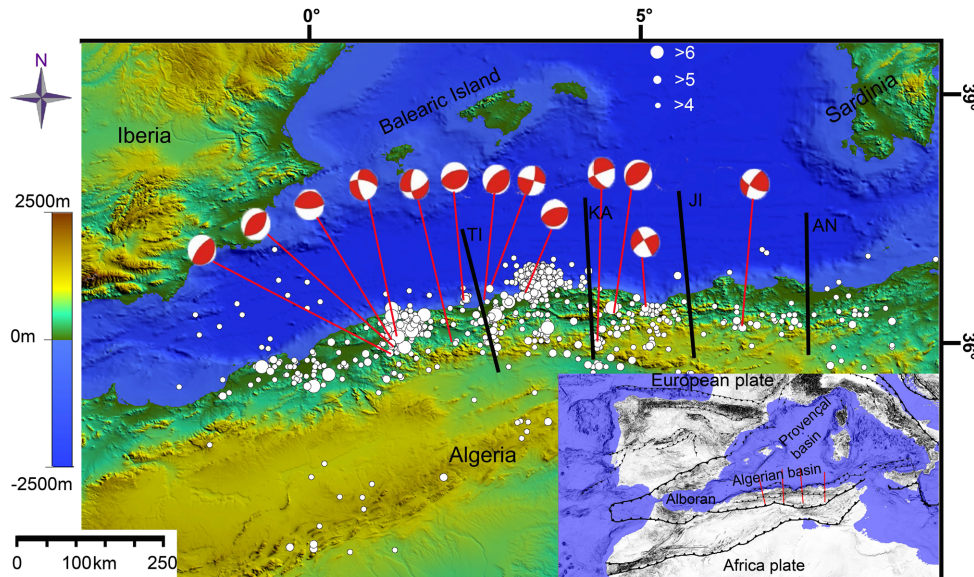 0°
5°
N
>6
>5
>4
39°
Iberia
Balearic Island
Sardinia
2500m
0m
-2500m
TI
KA
JI
AN
36°
Algeria
European plate
Provençal
basin
Algerian basin
Alboran
Africa plate
0
100km
250